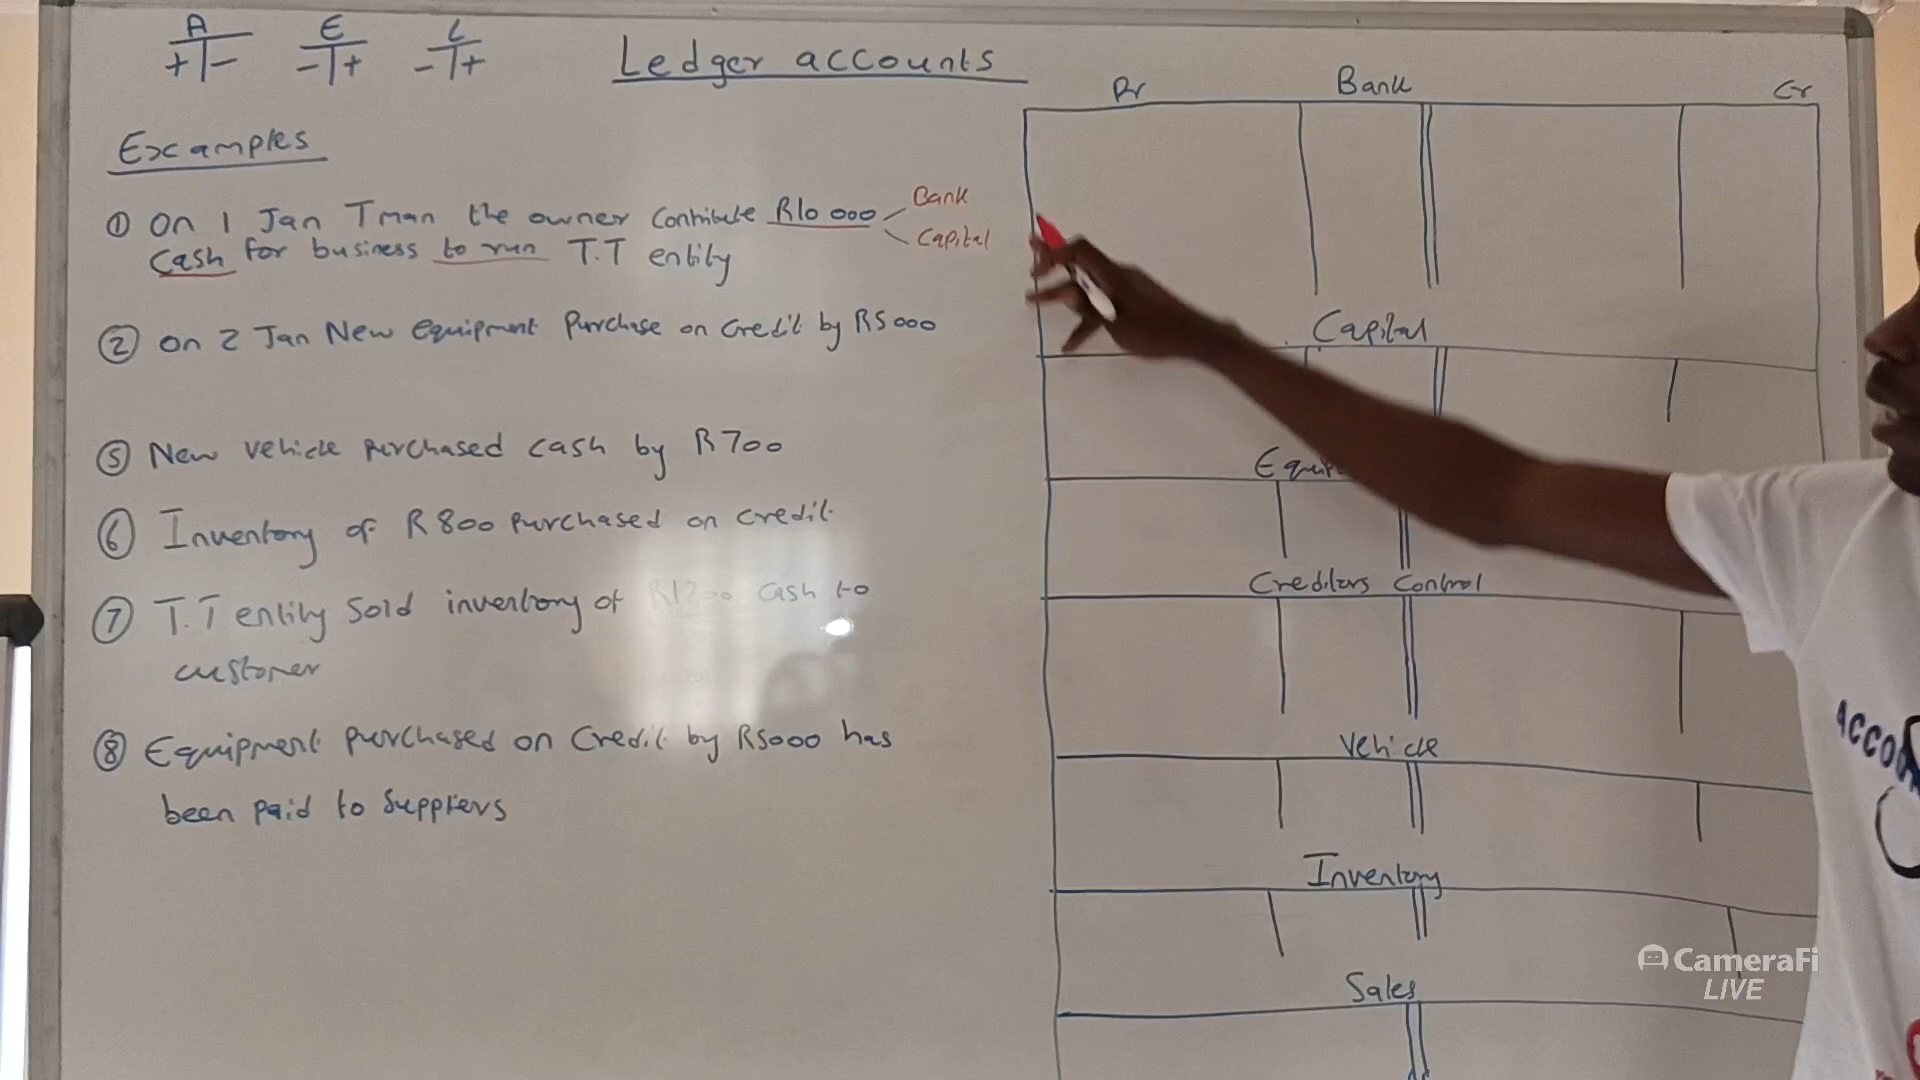 A E L
+ - - + - +
Ledger accounts
Examples
① On 1 Jan Tman the owner Contribute R10 000
Bank
Capital
Cash for business to run T.T entity
② on 2 Jan New equipment Purchase on credit by R5000
⑤ New vehicle purchased cash by R700
⑥ Inventory of R800 purchased on credit
⑦ T.T entity Sold inventory of R1200 cash to
customer
⑧ Equipment purchased on credit by R5000 has
been paid to Suppliers
Dr Bank Cr
Capital
Creditors Control
Vehicle
Inventory
Sales
CameraFi
LIVE